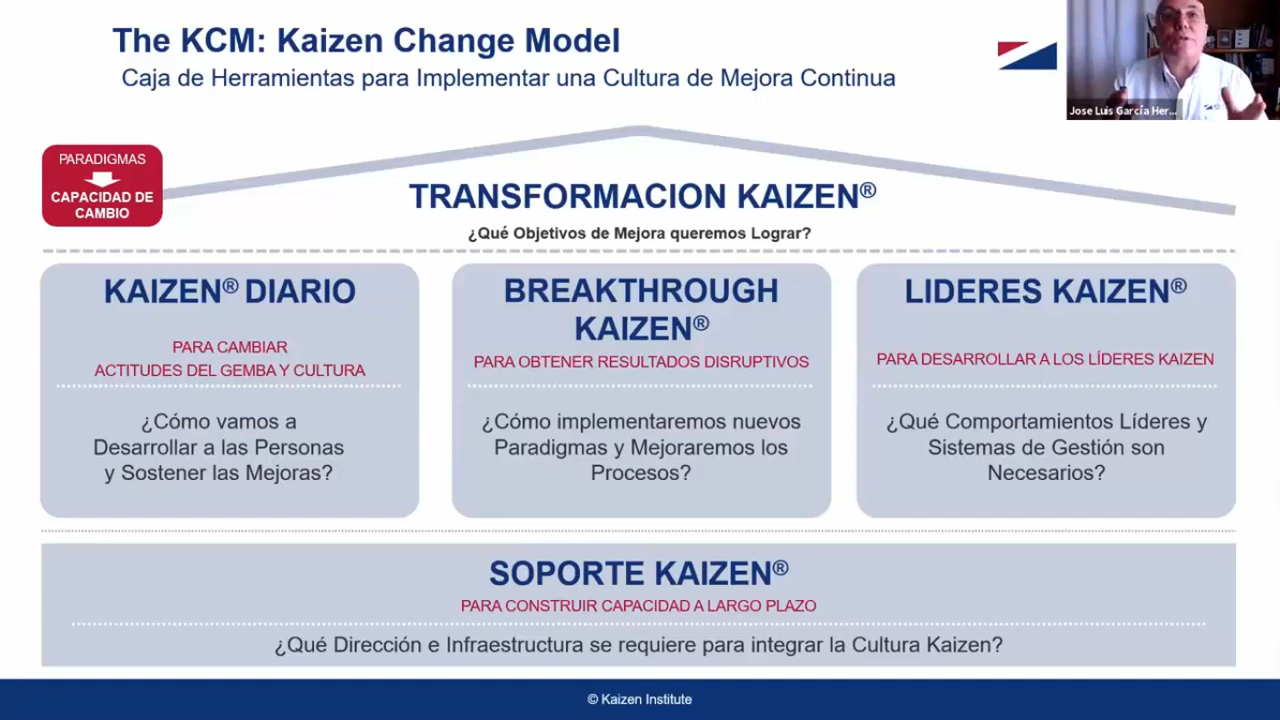 The KCM: Kaizen Change Model
Caja de Herramientas para Implementar una Cultura de Mejora Continua
Jose Luis García Her...
PARADIGMAS
CAPACIDAD DE
CAMBIO
TRANSFORMACION KAIZEN®
¿Qué Objetivos de Mejora queremos Lograr?
KAIZEN® DIARIO
PARA CAMBIAR
ACTITUDES DEL GEMBA Y CULTURA
¿Cómo vamos a
Desarrollar a las Personas
y Sostener las Mejoras?
BREAKTHROUGH
KAIZEN®
PARA OBTENER RESULTADOS DISRUPTIVOS
¿Cómo implementaremos nuevos
Paradigmas y Mejoraremos los
Procesos?
LIDERES KAIZEN®
PARA DESARROLLAR A LOS LÍDERES KAIZEN
¿Qué Comportamientos Líderes y
Sistemas de Gestión son
Necesarios?
SOPORTE KAIZEN®
PARA CONSTRUIR CAPACIDAD A LARGO PLAZO
¿Qué Dirección e Infraestructura se requiere para integrar la Cultura Kaizen?
© Kaizen Institute